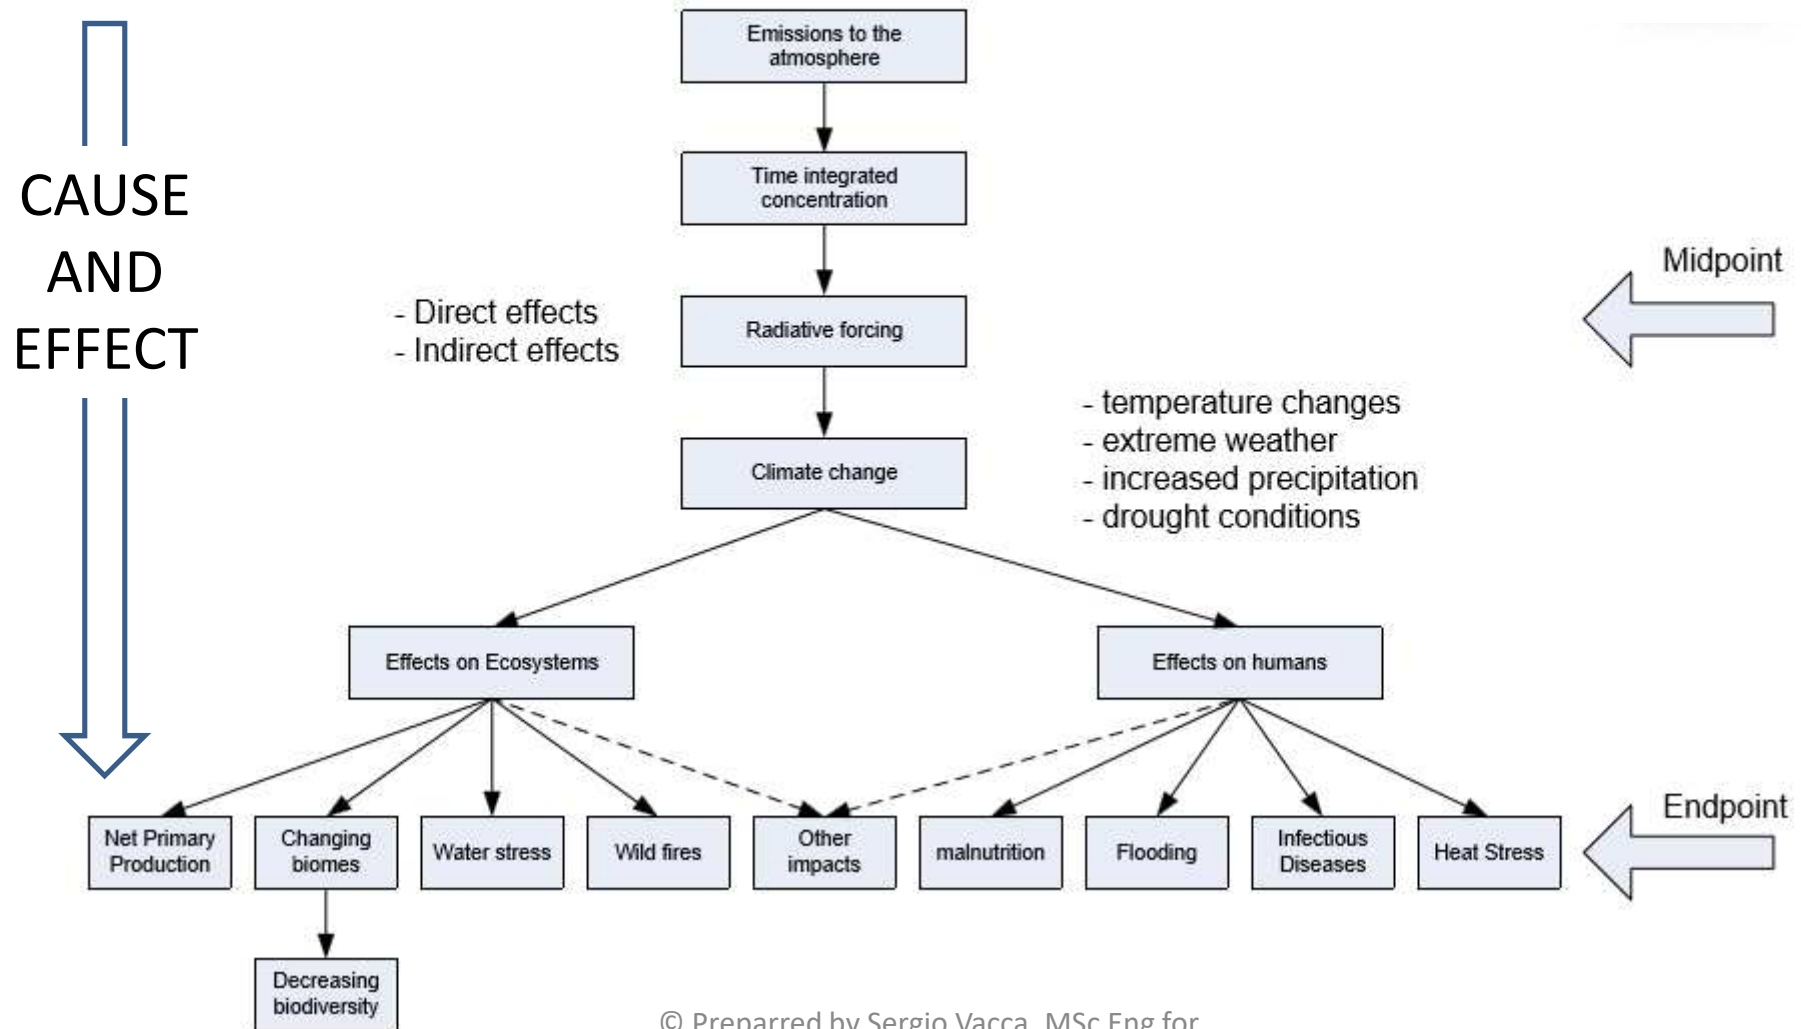 Emissions to the
atmosphere
Time integrated
concentration
CAUSE
AND
EFFECT
Midpoint
- Direct effects
- Indirect effects
Radiative forcing
- temperature changes
- extreme weather
- increased precipitation
- drought conditions
Climate change
Effects on Ecosystems
Effects on humans
Endpoint
Net Primary
Production
Changing
biomes
Water stress
Wild fires
Other
impacts
malnutrition
Flooding
Infectious
Diseases
Heat Stress
Decreasing
biodiversity
© Preparred by Sergio Vacca, MSc Eng for